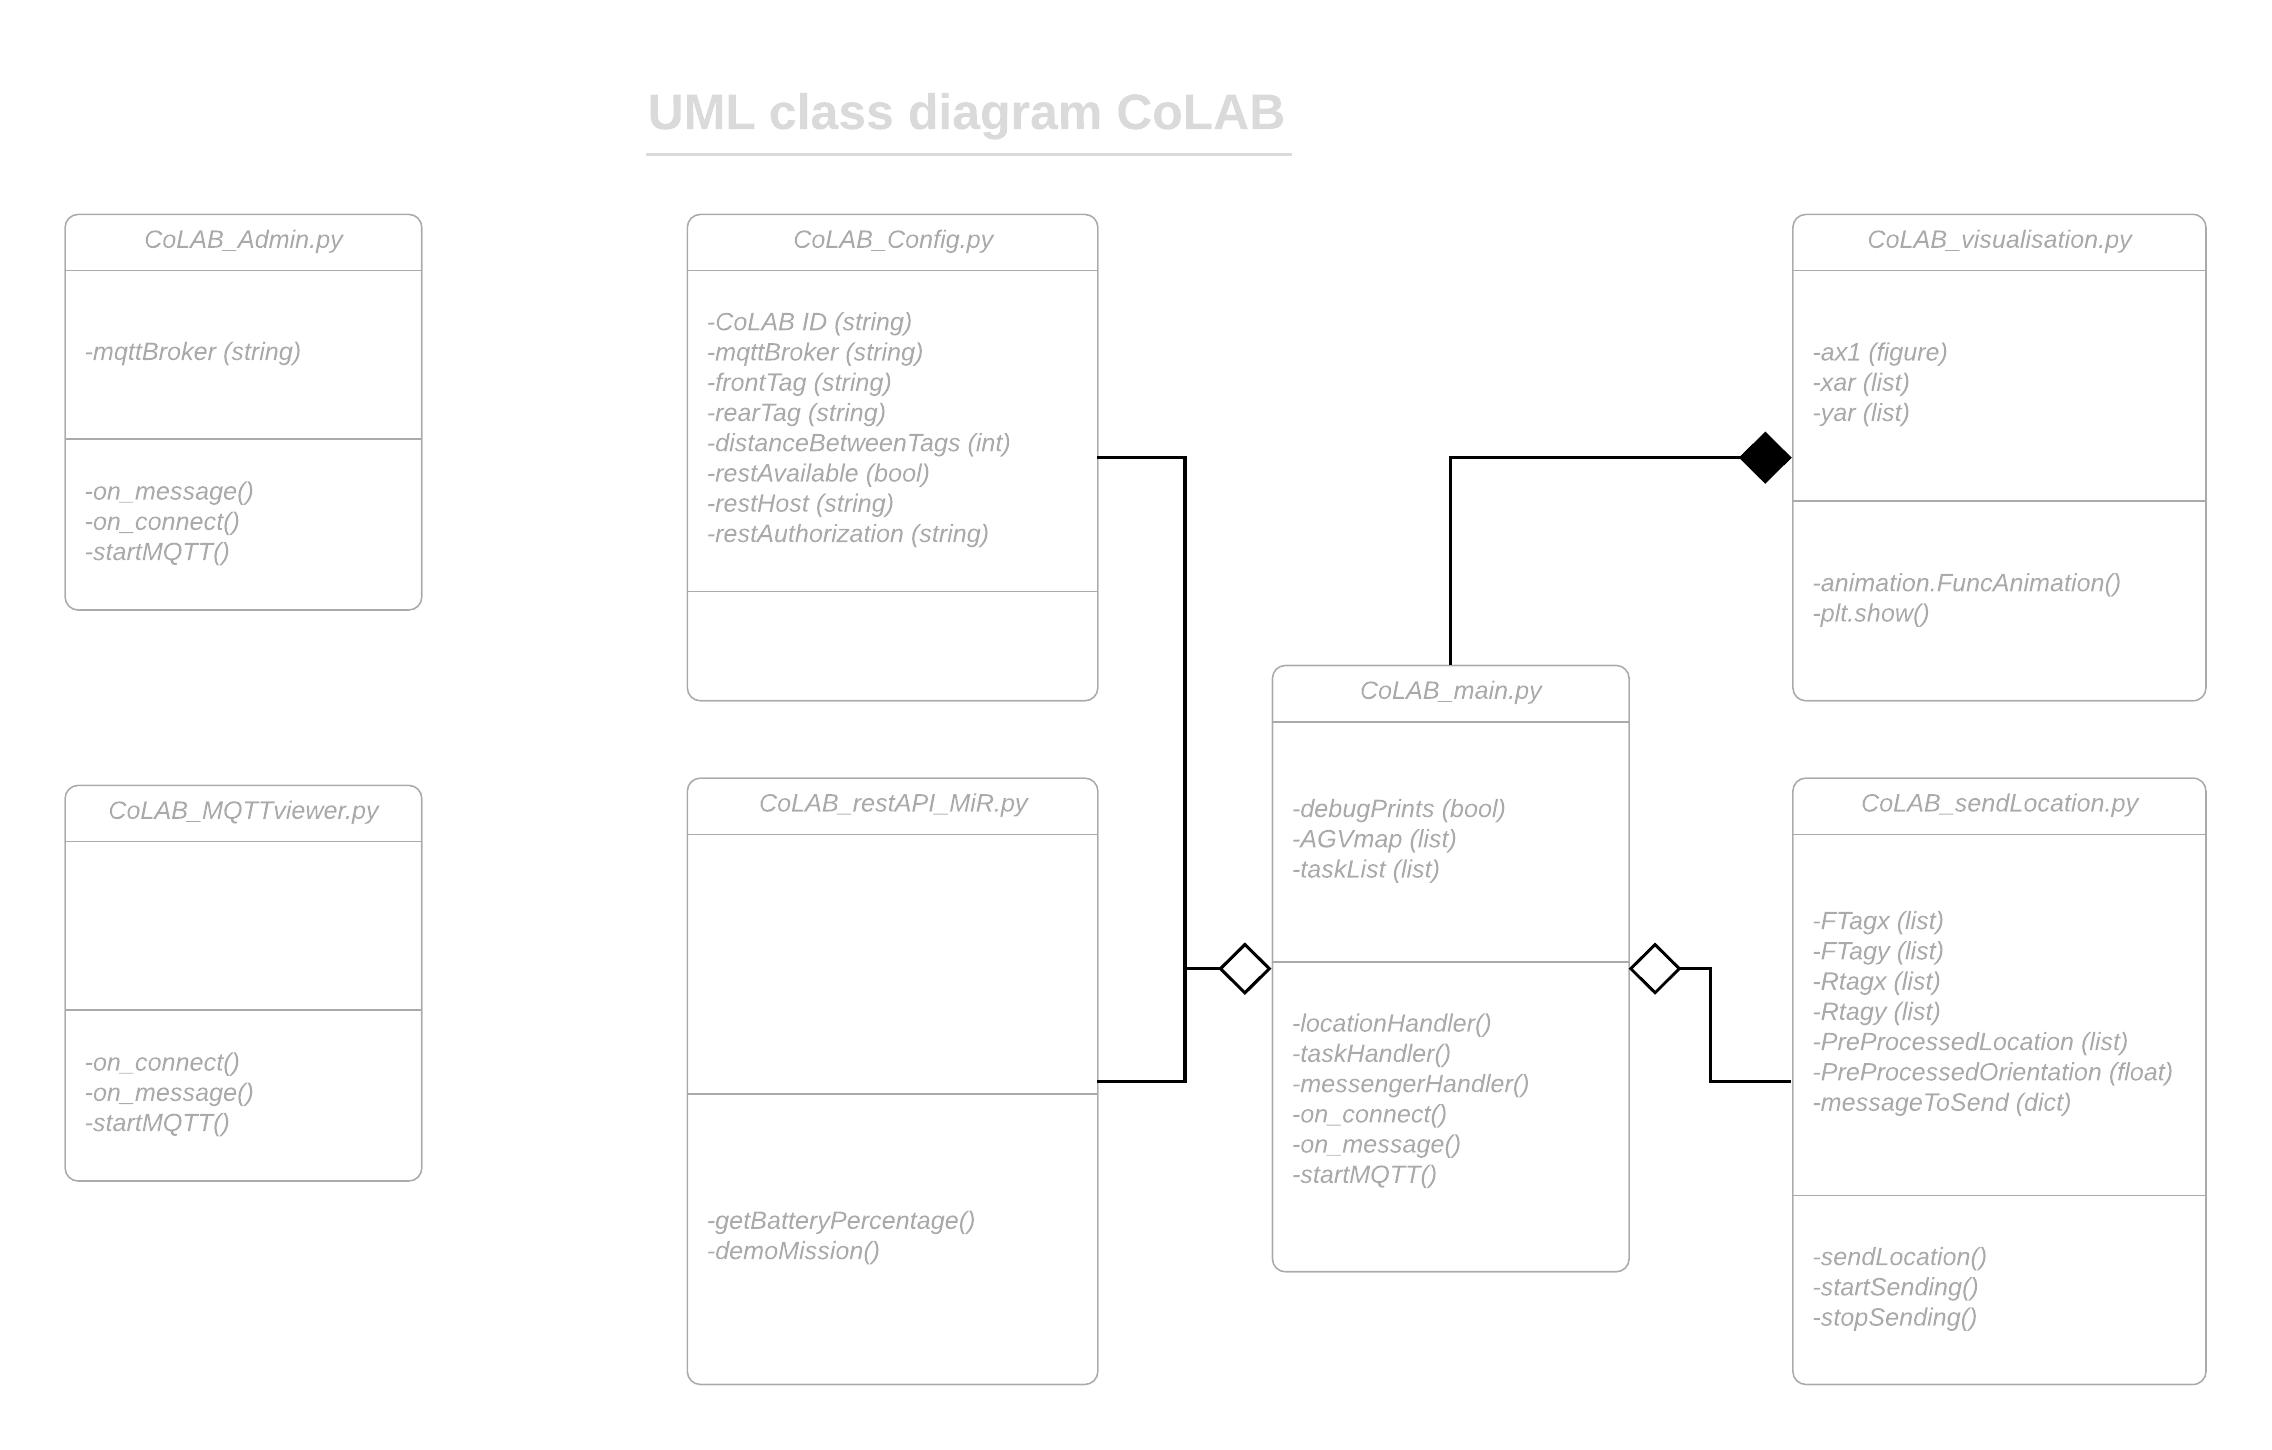 UML class diagram CoLAB
CoLAB_Admin.py
-mqttBroker (string)
-on_message()
-on_connect()
-startMQTT()
CoLAB_Config.py
-CoLAB ID (string)
-mqttBroker (string)
-frontTag (string)
-rearTag (string)
-distanceBetweenTags (int)
-restAvailable (bool)
-restHost (string)
-restAuthorization (string)
CoLAB_visualisation.py
-ax1 (figure)
-xar (list)
-yar (list)
-animation.FuncAnimation()
-plt.show()
CoLAB_MQTTviewer.py
-on_connect()
-on_message()
-startMQTT()
CoLAB_restAPI_MiR.py
-getBatteryPercentage()
-demoMission()
CoLAB_main.py
-debugPrints (bool)
-AGVmap (list)
-taskList (list)
-locationHandler()
-taskHandler()
-messengerHandler()
-on_connect()
-on_message()
-startMQTT()
CoLAB_sendLocation.py
-FTagx (list)
-FTagy (list)
-Rtagx (list)
-Rtagy (list)
-PreProcessedLocation (list)
-PreProcessedOrientation (float)
-messageToSend (dict)
-sendLocation()
-startSending()
-stopSending()